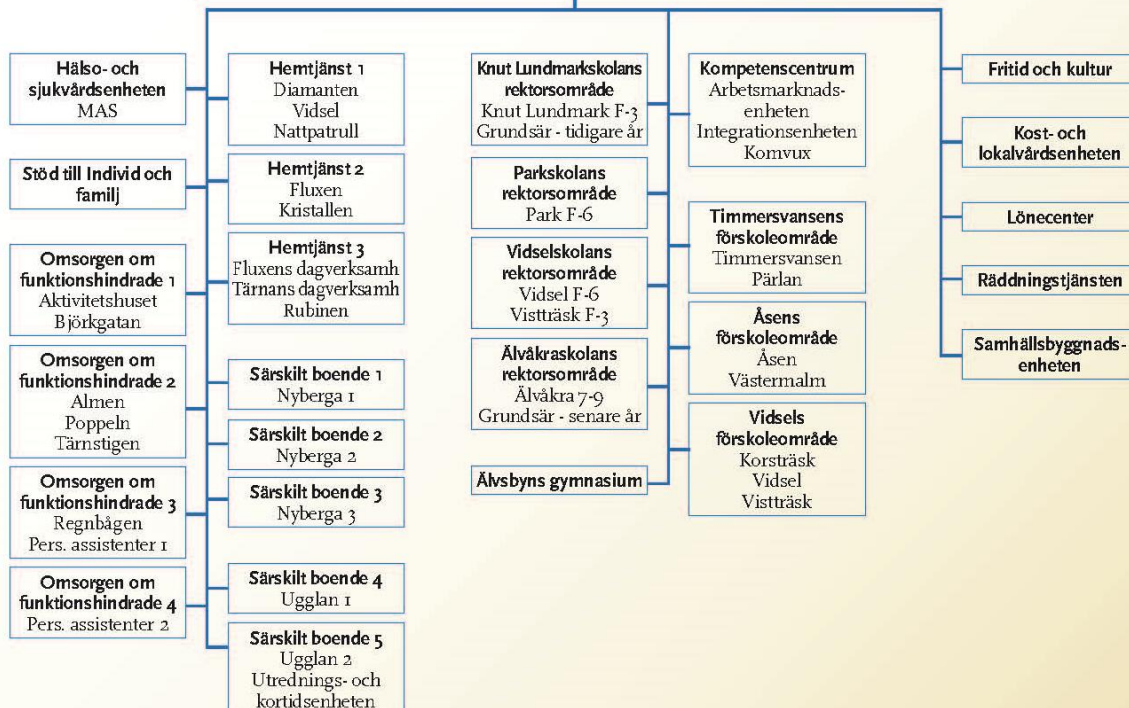 Hälso- och
sjukvårdsenheten
MAS
Stöd till Individ och
familj
Omsorgen om
funktionshindrade 1
Aktivitetshuset
Björkgatan
Omsorgen om
funktionshindrade 2
Almen
Poppeln
Tärnstigen
Omsorgen om
funktionshindrade 3
Regnbågen
Pers. assistenter 1
Omsorgen om
funktionshindrade 4
Pers. assistenter 2
Hemtjänst 1
Diamanten
Vidsel
Nattpatrull
Hemtjänst 2
Fluxen
Kristallen
Hemtjänst 3
Fluxens dagverksamh
Tärnans dagverksamh
Rubinen
Särskilt boende 1
Nyberga 1
Särskilt boende 2
Nyberga 2
Särskilt boende 3
Nyberga 3
Särskilt boende 4
Ugglan 1
Särskilt boende 5
Ugglan 2
Utrednings- och
kortidsenheten
Knut Lundmarkskolans
rektorsområde
Knut Lundmark F-3
Grundsär - tidigare år
Parkskolans
rektorsområde
Park F-6
Vidselskolans
rektorsområde
Vidsel F-6
Vistträsk F-3
Älvåkraskolans
rektorsområde
Älvåkra 7-9
Grundsär - senare år
Älvsbyns gymnasium
Kompetenscentrum
Arbetsmarknads-
enheten
Integrationsenheten
Komvux
Timmersvansens
förskoleområde
Timmersvansen
Pärlan
Åsens
förskoleområde
Åsen
Västermalm
Vidsels
förskoleområde
Korsträsk
Vidsel
Vistträsk
Fritid och kultur
Kost- och
lokalvårdsenheten
Lönecenter
Räddningstjänsten
Samhällsbyggnads-
enheten